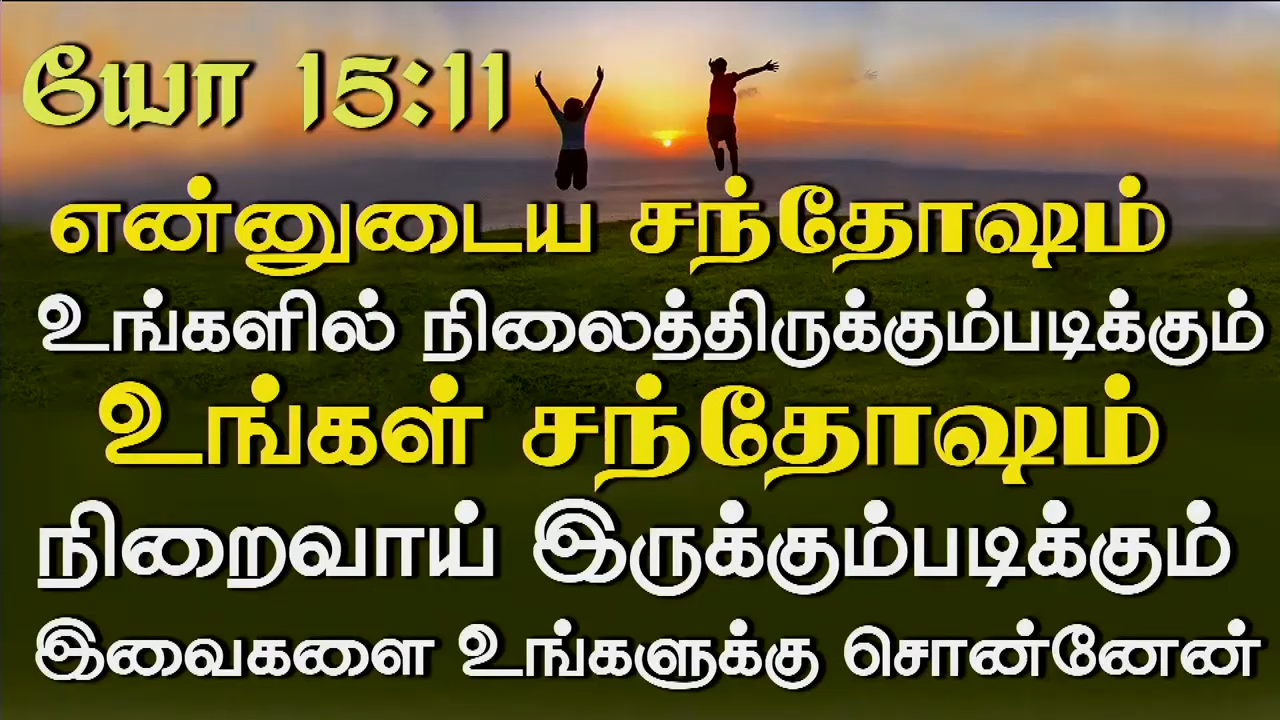 யோ 15:11
என்னுடைய சந்தோஷம்
உங்களில் நிலைத்திருக்கும்படிக்கும்
உங்கள் சந்தோஷம்
நிறைவாய் இருக்கும்படிக்கும்
இவைகளை உங்களுக்கு சொன்னேன்